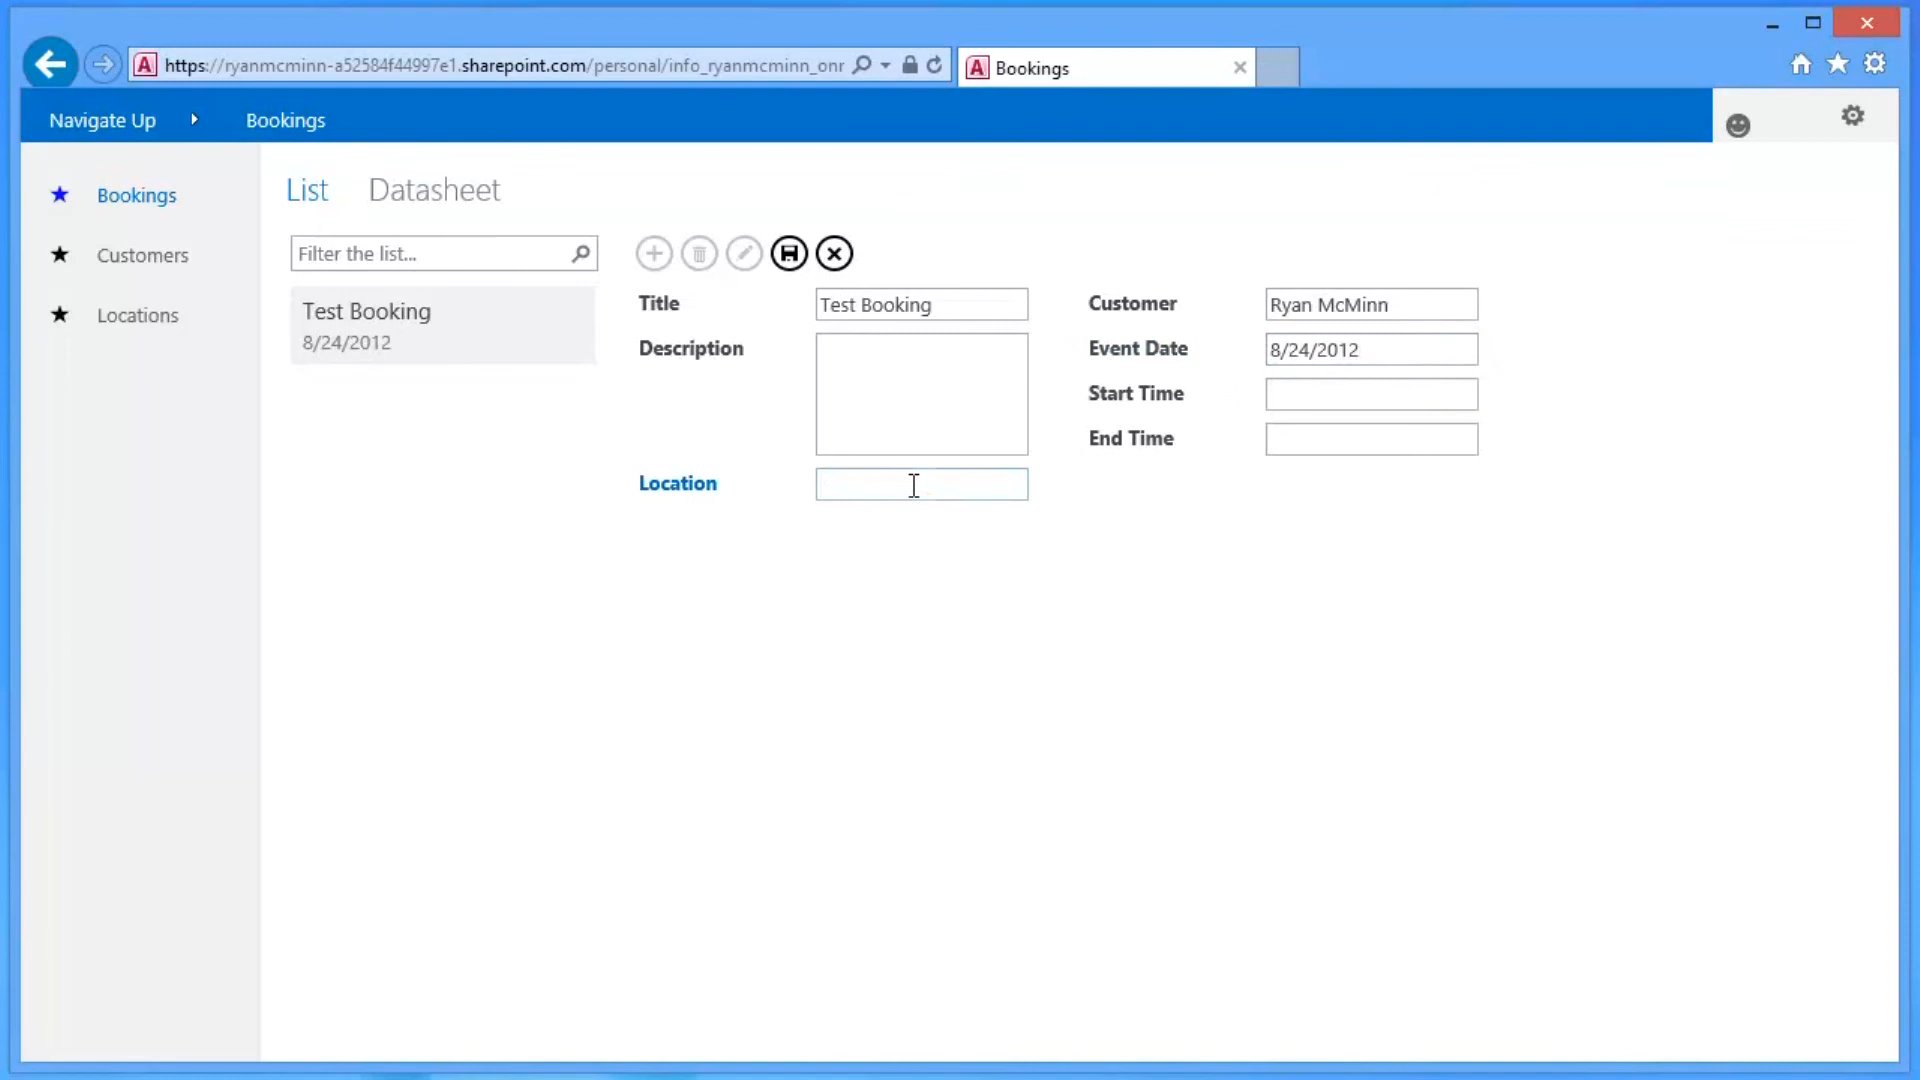 https://ryanmcminn-a52584f44997e1.sharepoint.com/personal/info_ryanmcminn_onr
Bookings
Navigate Up
Bookings
Bookings
Customers
Locations
List
Datasheet
Filter the list...
Test Booking
8/24/2012
Title
Test Booking
Description
Location
Customer
Ryan McMinn
Event Date
8/24/2012
Start Time
End Time